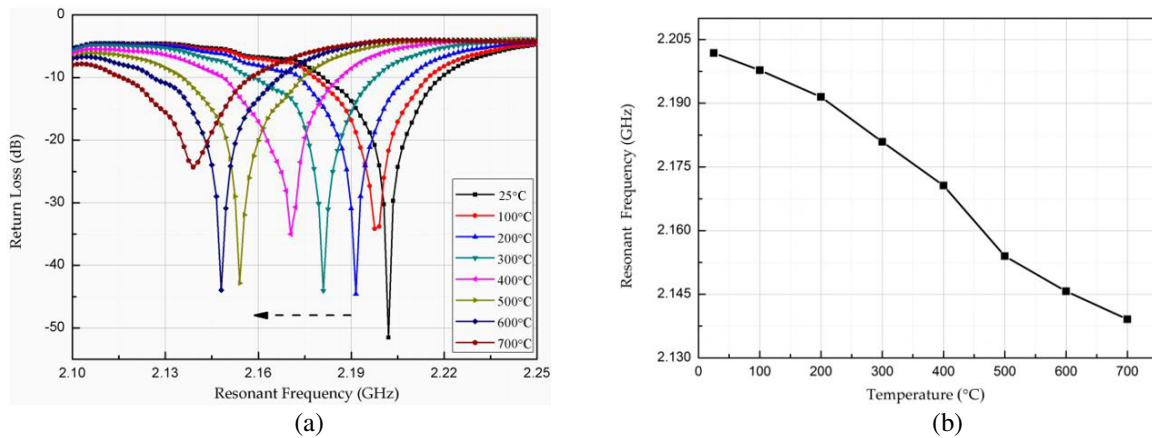 0
-10
-20
-30
-40
-50
Return Loss (dB)
2.10
2.13
2.16
2.19
2.22
2.25
Resonant Frequency (GHz)
25°C
100°C
200°C
300°C
400°C
500°C
600°C
700°C
(a)
2.205
2.190
2.175
2.160
2.145
2.130
Resonant Frequency (GHz)
0
100
200
300
400
500
600
700
Temperature (°C)
(b)